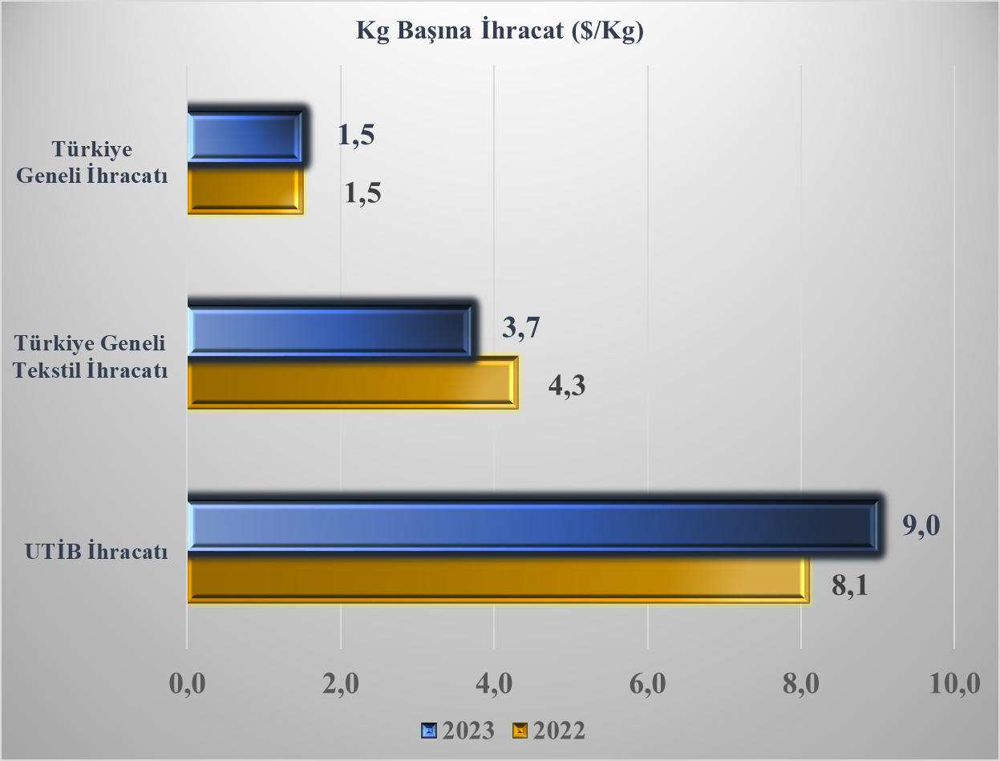 Kg Başına İhracat ($/Kg)
Türkiye
Geneli İhracatı
1,5
1,5
Türkiye Geneli
Tekstil İhracatı
3,7
4,3
UTİB İhracatı
9,0
8,1
0,0 2,0 4,0 6,0 8,0 10,0
2023 2022